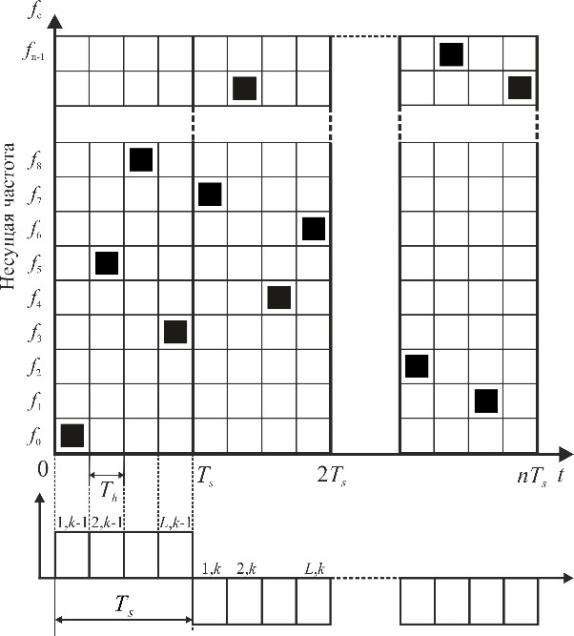 f_c
f_{n-1}
Несущая частота
f_8
f_7
f_6
f_5
f_4
f_3
f_2
f_1
f_0
0 T_h T_s 2T_s nT_s t
1,k-1 2,k-1 L,k-1
1,k 2,k L,k
T_s